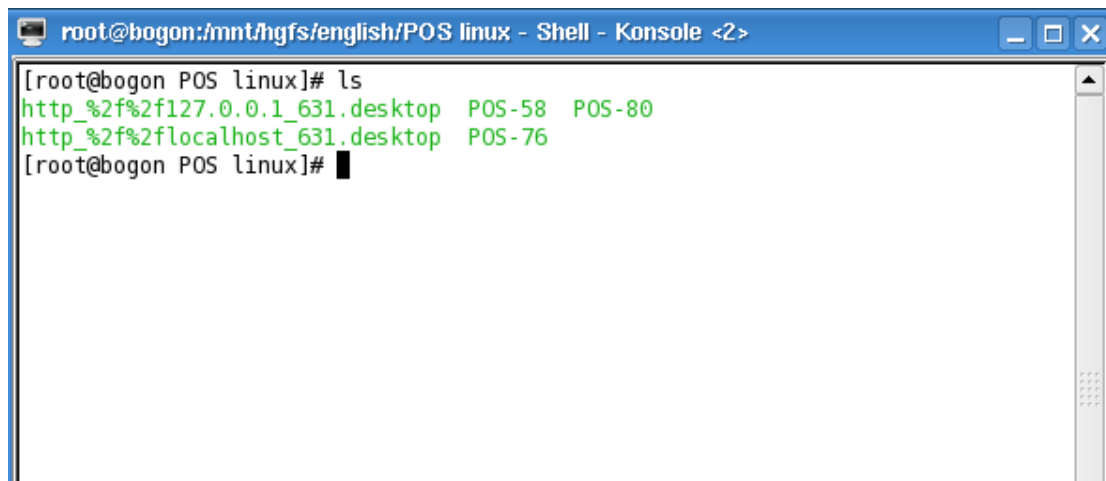 root@bogon:/mnt/hgfs/english/POS linux - Shell - Konsole <2>
[root@bogon POS linux]# ls
http_%2f%2f127.0.0.1_631.desktop  POS-58  POS-80
http_%2f%2flocalhost_631.desktop  POS-76
[root@bogon POS linux]#